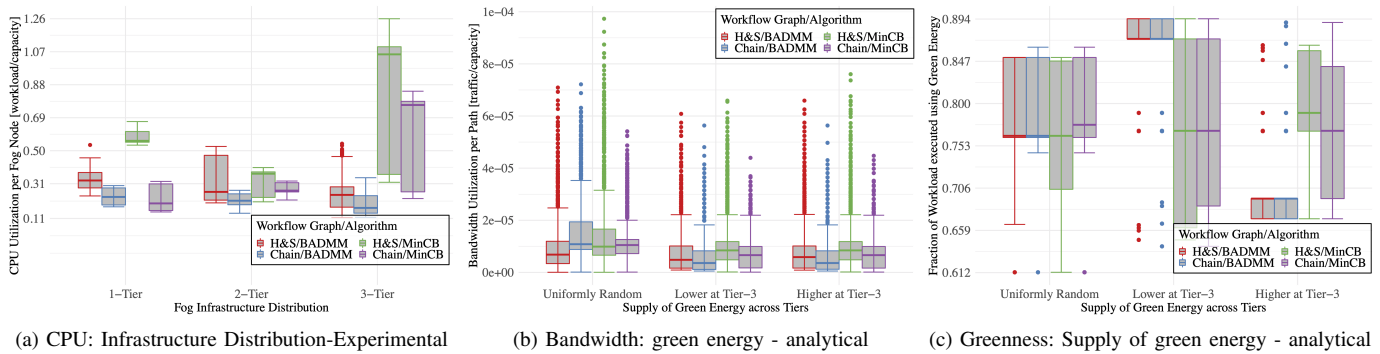 CPU Utilization per Fog Node [workload/capacity]
1.26
1.07
0.88
0.69
0.50
0.31
0.11
Workflow Graph/Algorithm
H&S/BADMM
H&S/MinCB
Chain/BADMM
Chain/MinCB
1−Tier
2−Tier
3−Tier
Fog Infrastructure Distribution
(a) CPU: Infrastructure Distribution-Experimental
Bandwidth Utilization per Path [traffic/capacity]
1e−04
8e−05
6e−05
4e−05
2e−05
0e+00
Workflow Graph/Algorithm
H&S/BADMM
H&S/MinCB
Chain/BADMM
Chain/MinCB
Uniformly Random
Lower at Tier−3
Higher at Tier−3
Supply of Green Energy across Tiers
(b) Bandwidth: green energy - analytical
Fraction of Workload executed using Green Energy
0.894
0.847
0.800
0.753
0.706
0.659
0.612
Workflow Graph/Algorithm
H&S/BADMM
H&S/MinCB
Chain/BADMM
Chain/MinCB
Uniformly Random
Lower at Tier−3
Higher at Tier−3
Supply of Green Energy across Tiers
(c) Greenness: Supply of green energy - analytical